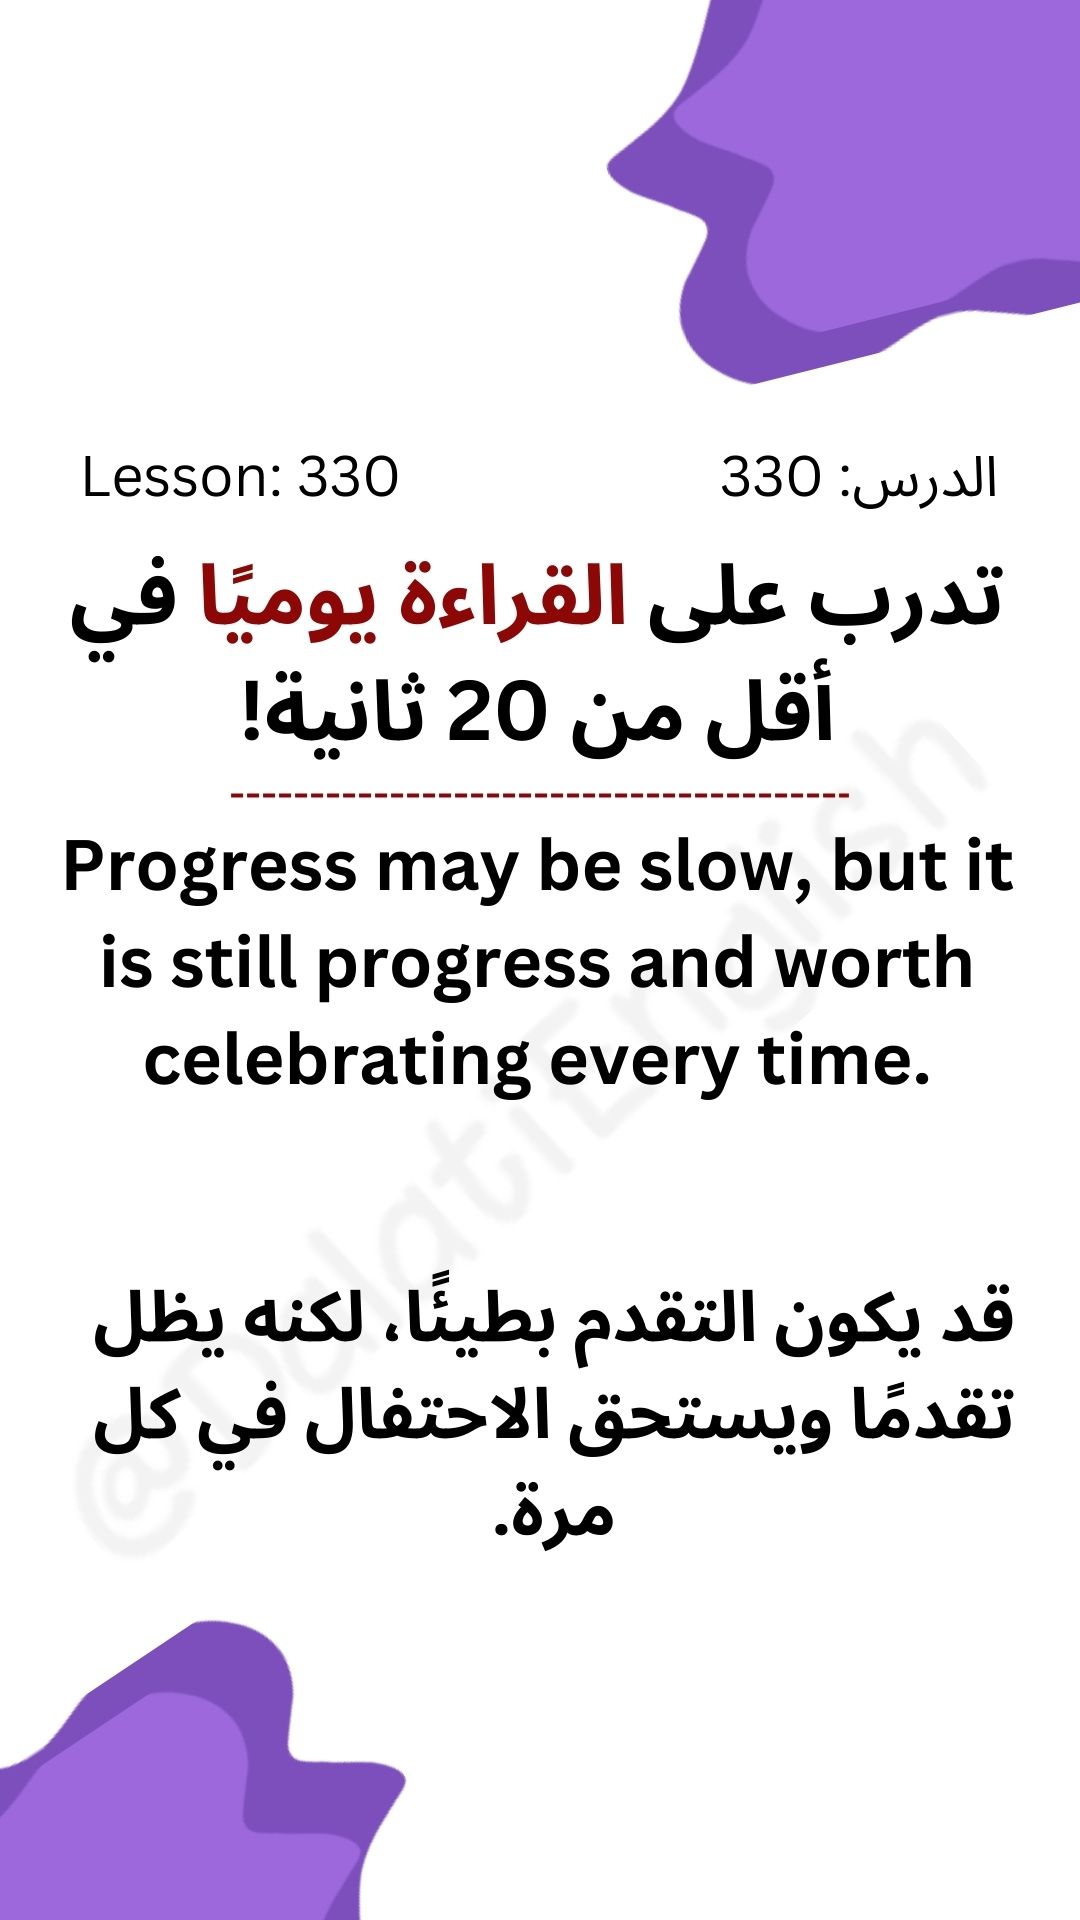 Lesson: 330
الدرس: 330
تدرب على القراءة يوميًا في
أقل من 20 ثانية!
---------------------------------------
Progress may be slow, but it
is still progress and worth
celebrating every time.
قد يكون التقدم بطيئًا، لكنه يظل
تقدمًا ويستحق الاحتفال في كل
مرة.
@DalatiEnglish